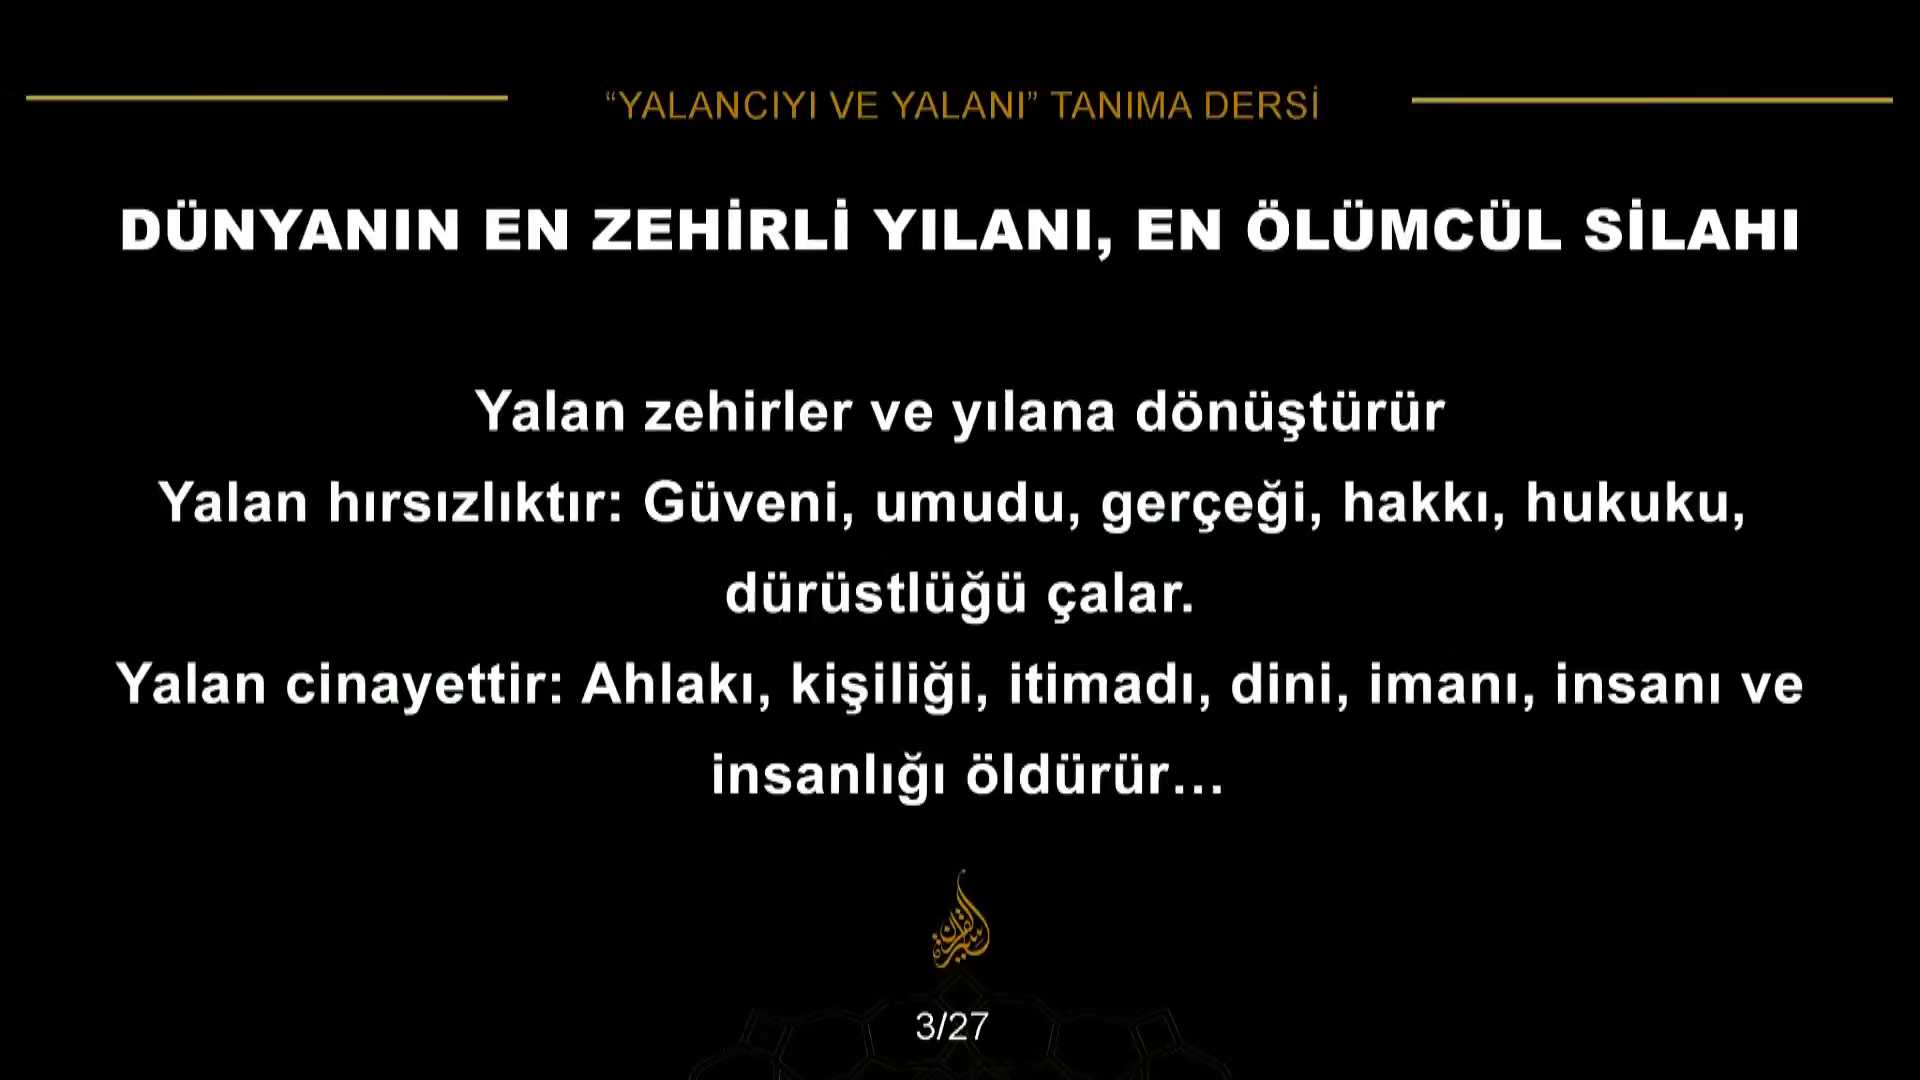 “YALANCIYI VE YALANI” TANIMA DERSİ
DÜNYANIN EN ZEHİRLİ YILANI, EN ÖLÜMCÜL SİLAHI
Yalan zehirler ve yılana dönüştürür
Yalan hırsızlıktır: Güveni, umudu, gerçeği, hakkı, hukuku,
dürüstlüğü çalar.
Yalan cinayettir: Ahlakı, kişiliği, itimadı, dini, imanı, insanı ve
insanlığı öldürür…
3/27